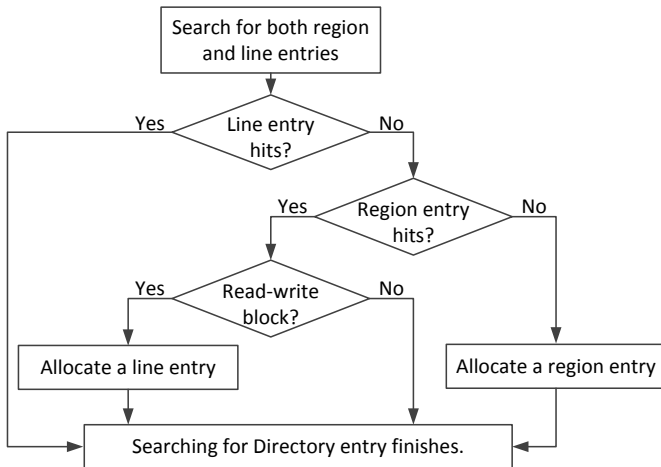 Search for both region
and line entries
Yes
Line entry
hits?
No
Yes
Region entry
hits?
No
Yes
Read-write
block?
No
Allocate a line entry
Allocate a region entry
Searching for Directory entry finishes.